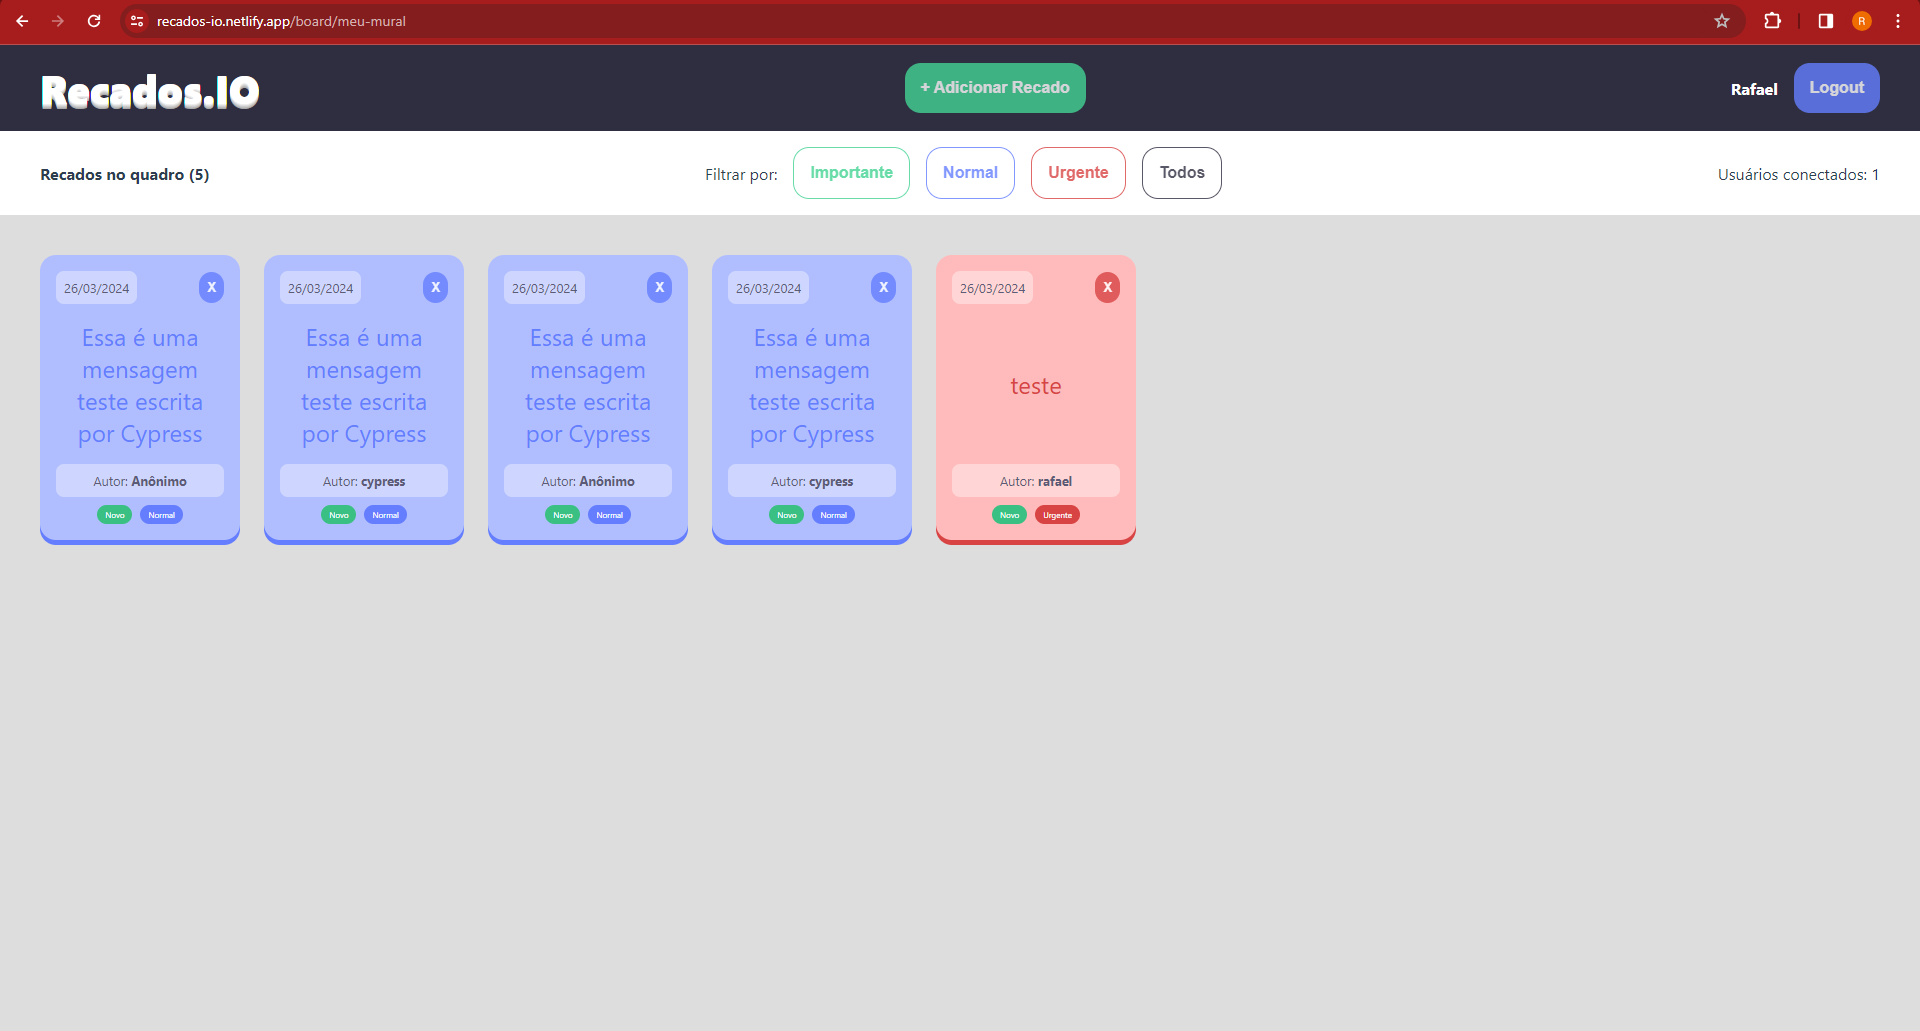 recados-io.netlify.app/board/meu-mural
R
Recados.IO
+ Adicionar Recado
Rafael
Logout
Recados no quadro (5)
Filtrar por:
Importante
Normal
Urgente
Todos
Usuários conectados: 1
26/03/2024
X
Essa é uma
mensagem
teste escrita
por Cypress
Autor: Anônimo
Novo
Normal
26/03/2024
X
Essa é uma
mensagem
teste escrita
por Cypress
Autor: cypress
Novo
Normal
26/03/2024
X
Essa é uma
mensagem
teste escrita
por Cypress
Autor: Anônimo
Novo
Normal
26/03/2024
X
Essa é uma
mensagem
teste escrita
por Cypress
Autor: cypress
Novo
Normal
26/03/2024
X
teste
Autor: rafael
Novo
Urgente